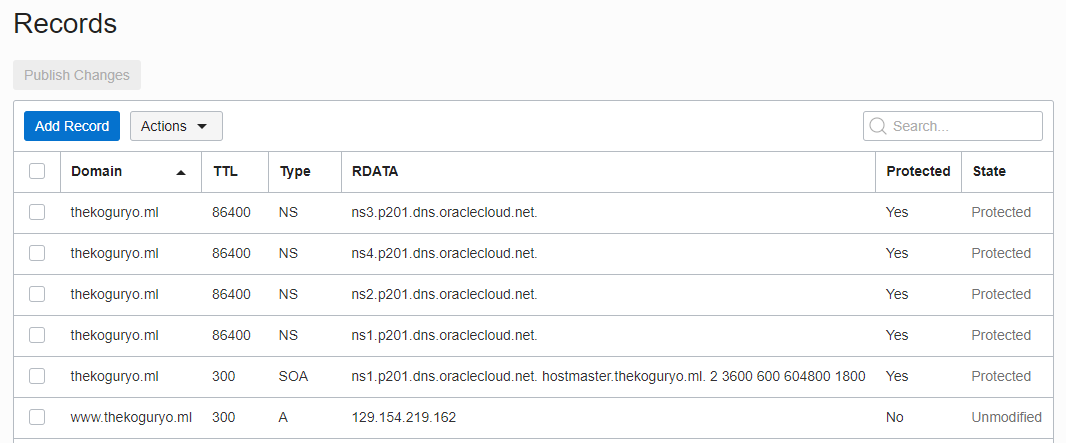 Records
Publish Changes
Add Record Actions Search...
Domain TTL Type RDATA Protected State
thekoguryo.ml 86400 NS ns3.p201.dns.oraclecloud.net. Yes Protected
thekoguryo.ml 86400 NS ns4.p201.dns.oraclecloud.net. Yes Protected
thekoguryo.ml 86400 NS ns2.p201.dns.oraclecloud.net. Yes Protected
thekoguryo.ml 86400 NS ns1.p201.dns.oraclecloud.net. Yes Protected
thekoguryo.ml 300 SOA ns1.p201.dns.oraclecloud.net. hostmaster.thekoguryo.ml. 2 3600 600 604800 1800 Yes Protected
www.thekoguryo.ml 300 A 129.154.219.162 No Unmodified